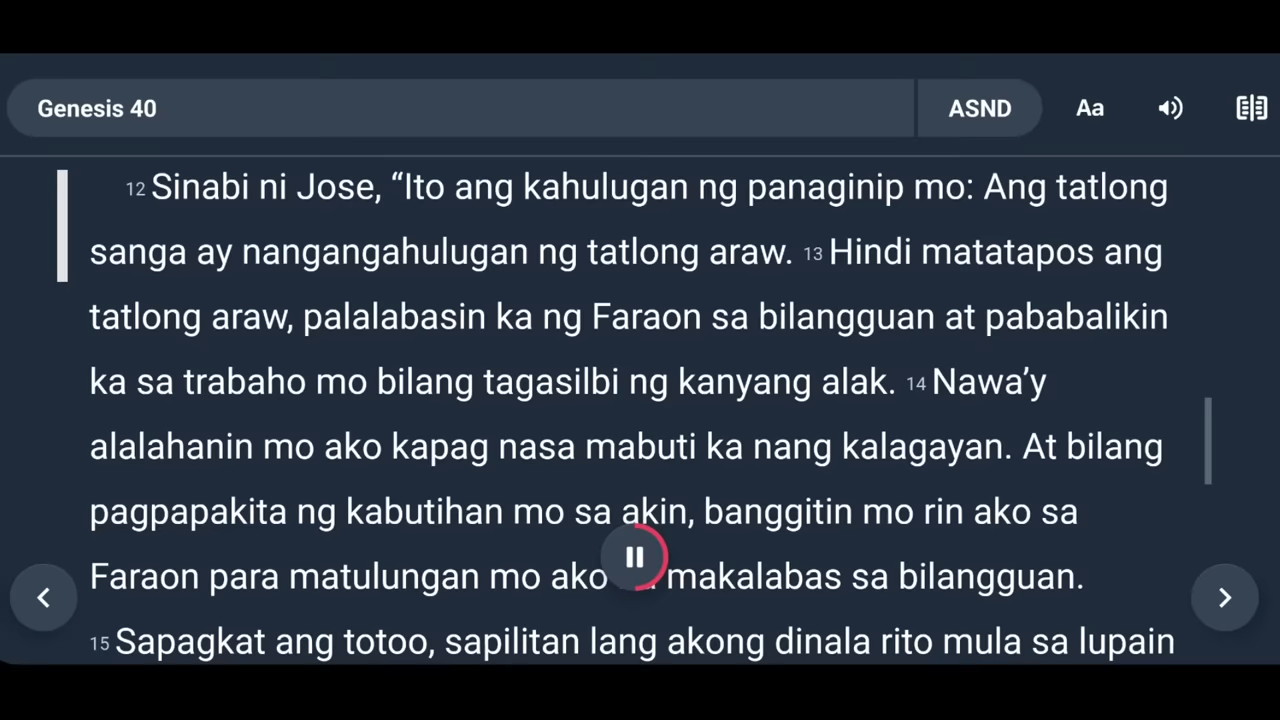 Genesis 40 ASND Aa
12 Sinabi ni Jose, “Ito ang kahulugan ng panaginip mo: Ang tatlong
sanga ay nangangahulugan ng tatlong araw. 13 Hindi matatapos ang
tatlong araw, palalabasin ka ng Faraon sa bilangguan at pababalikin
ka sa trabaho mo bilang tagasilbi ng kanyang alak. 14 Nawa’y
alalahanin mo ako kapag nasa mabuti ka nang kalagayan. At bilang
pagpapakita ng kabutihan mo sa akin, banggitin mo rin ako sa
Faraon para matulungan mo ako makalabas sa bilangguan.
15 Sapagkat ang totoo, sapilitan lang akong dinala rito mula sa lupain